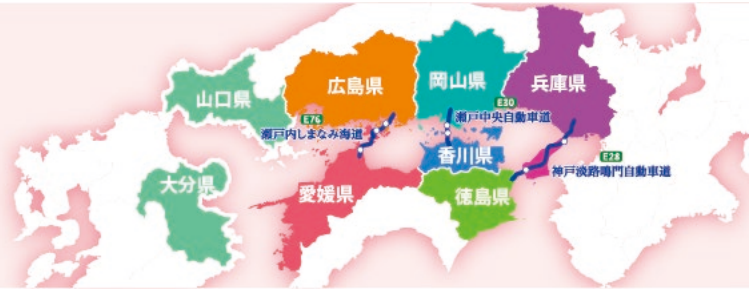 広島県
岡山県
兵庫県
山口県
E76
瀬戸内しまなみ海道
E30
瀬戸中央自動車道
香川県
E28
神戸淡路鳴門自動車道
大分県
愛媛県
徳島県